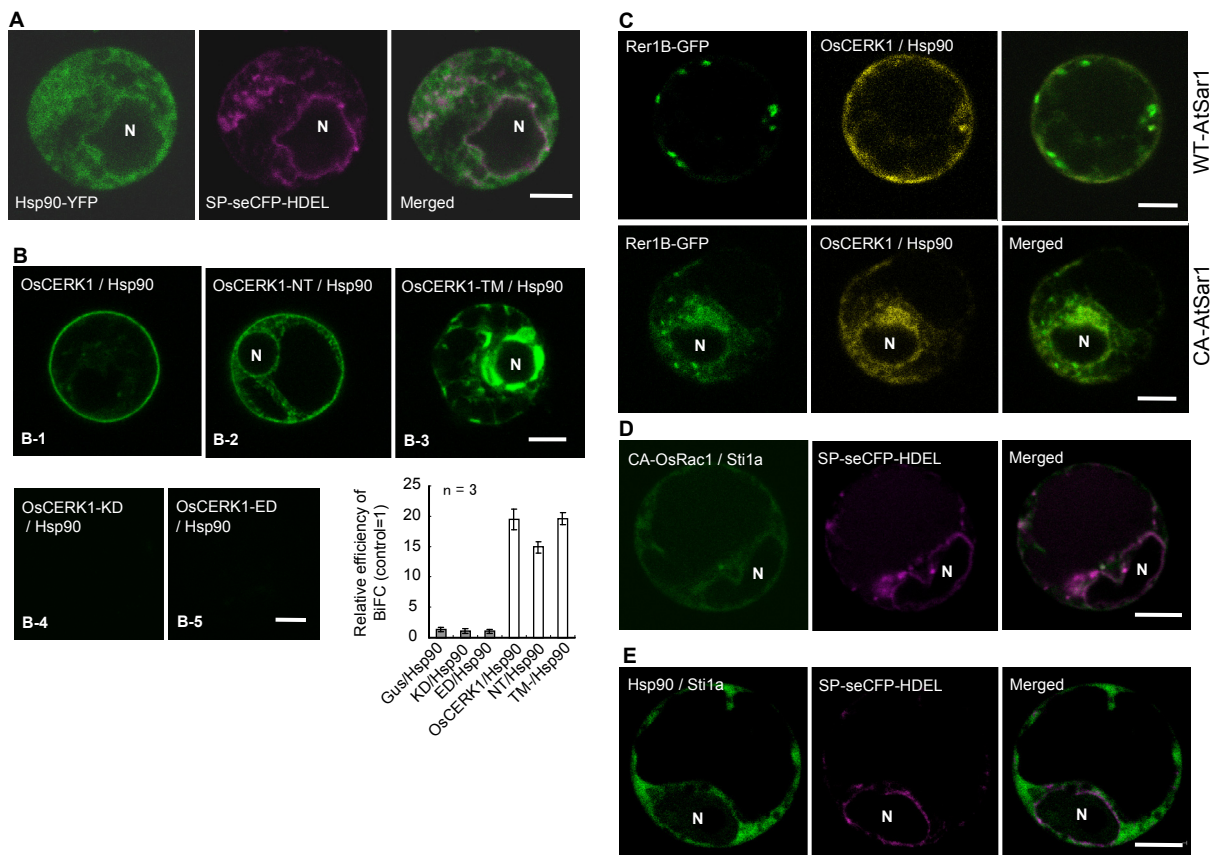 A
Hsp90-YFP
N
SP-seCFP-HDEL
N
Merged
B
OsCERK1 / Hsp90
B-1
OsCERK1-NT / Hsp90
N
B-2
OsCERK1-TM / Hsp90
N
B-3
OsCERK1-KD
/ Hsp90
B-4
OsCERK1-ED
/ Hsp90
B-5
Relative efficiency of
BiFC (control=1)
n = 3
25
20
15
10
5
0
Gus/Hsp90
KD/Hsp90
ED/Hsp90
OsCERK1/Hsp90
NT/Hsp90
TM-/Hsp90
C
Rer1B-GFP
OsCERK1 / Hsp90
WT-AtSar1
Rer1B-GFP
N
OsCERK1 / Hsp90
N
Merged
N
CA-AtSar1
D
CA-OsRac1 / Sti1a
N
SP-seCFP-HDEL
N
Merged
N
E
Hsp90 / Sti1a
N
SP-seCFP-HDEL
N
Merged
N